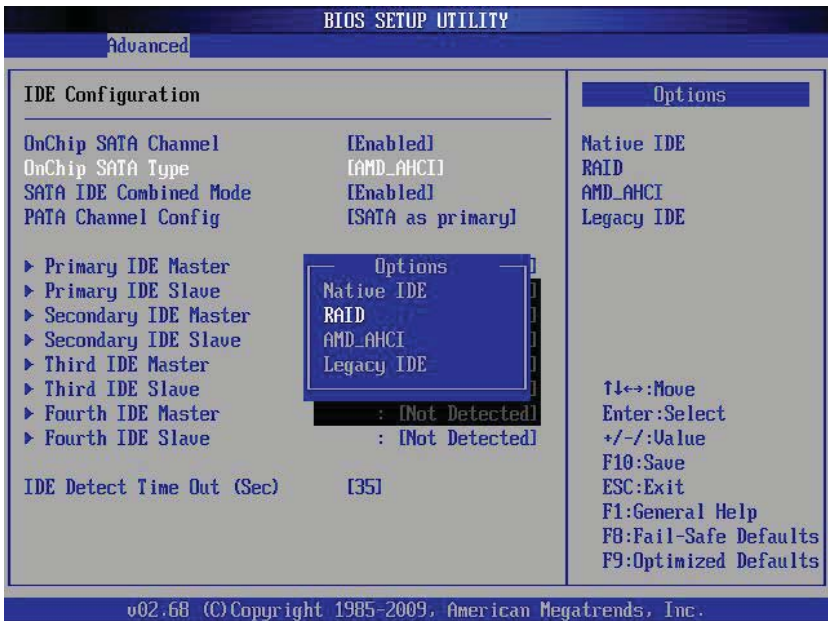 BIOS SETUP UTILITY
Advanced
IDE Configuration
OnChip SATA Channel [Enabled]
OnChip SATA Type [AMD_AHCI]
SATA IDE Combined Mode [Enabled]
PATA Channel Config [SATA as primary]
▶ Primary IDE Master ]
▶ Primary IDE Slave ]
▶ Secondary IDE Master ]
▶ Secondary IDE Slave ]
▶ Third IDE Master ]
▶ Third IDE Slave ]
▶ Fourth IDE Master : [Not Detected]
▶ Fourth IDE Slave : [Not Detected]
IDE Detect Time Out (Sec) [35]
Options
Native IDE
RAID
AMD_AHCI
Legacy IDE
Options
Native IDE
RAID
AMD_AHCI
Legacy IDE
↑↓←→:Move
Enter:Select
+/-/:Value
F10:Save
ESC:Exit
F1:General Help
F8:Fail-Safe Defaults
F9:Optimized Defaults
v02.68 (C)Copyright 1985-2009, American Megatrends, Inc.